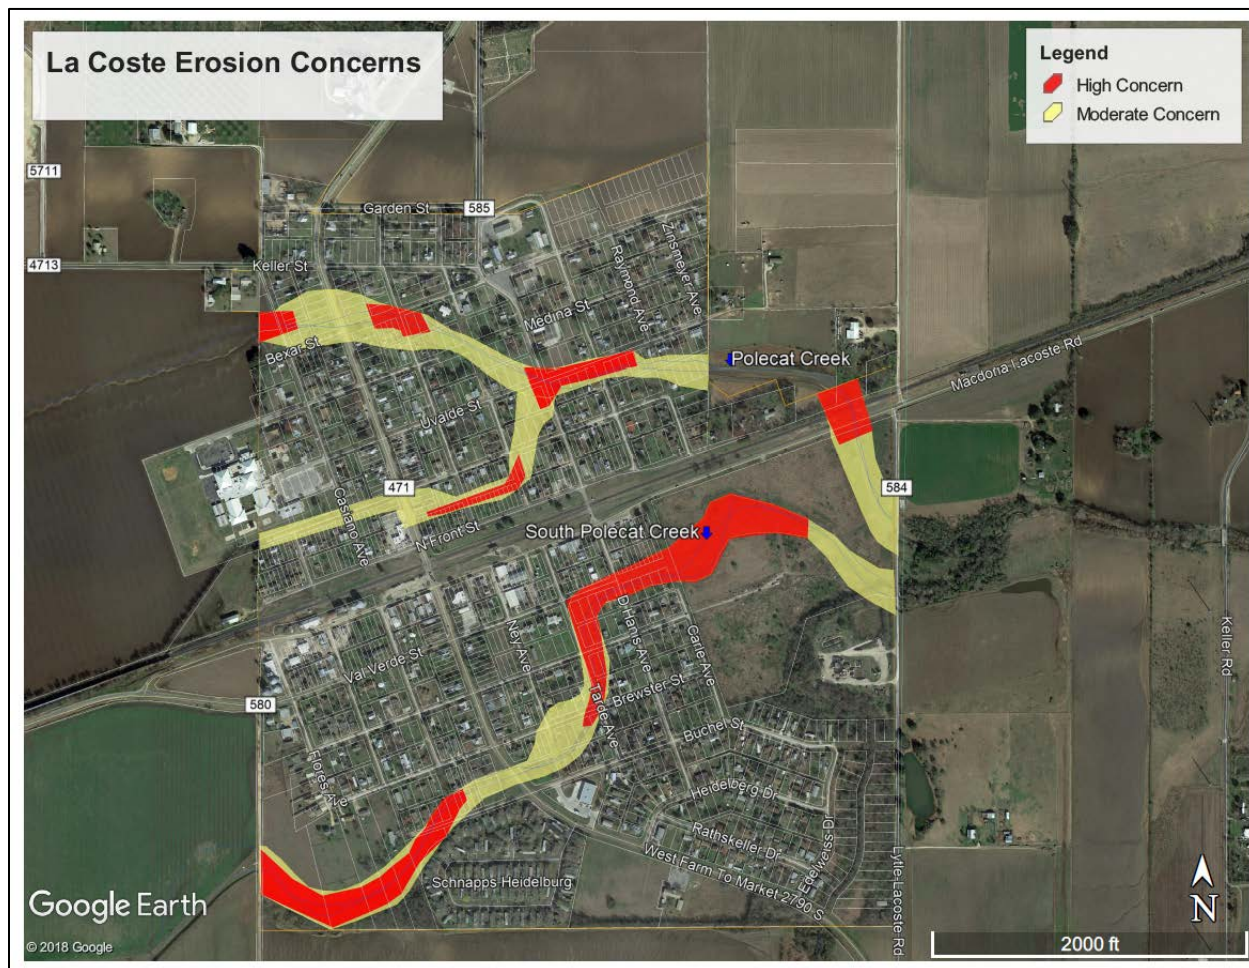 La Coste Erosion Concerns
Legend
High Concern
Moderate Concern
5711
585
Garden St
4713
Keller St
Zinsmeyer Ave
Raymond Ave
Medina St
Bexar St
Polecat Creek
Macdona Lacoste Rd
Uvalde St
471
584
Casiano Ave
N Front St
South Polecat Creek
D'Hanis Ave
Ney Ave
Carle Ave
Keller Rd
Val Verde St
Brewster St
580
Tarde Ave
Buchel St
Flores Ave
Heidelberg Dr
Rathskeller Dr
Edelweiss Dr
West Farm To Market 2790 S
Lytle Lacoste Rd
Schnapps Heidelburg
Google Earth
N
© 2018 Google
2000 ft